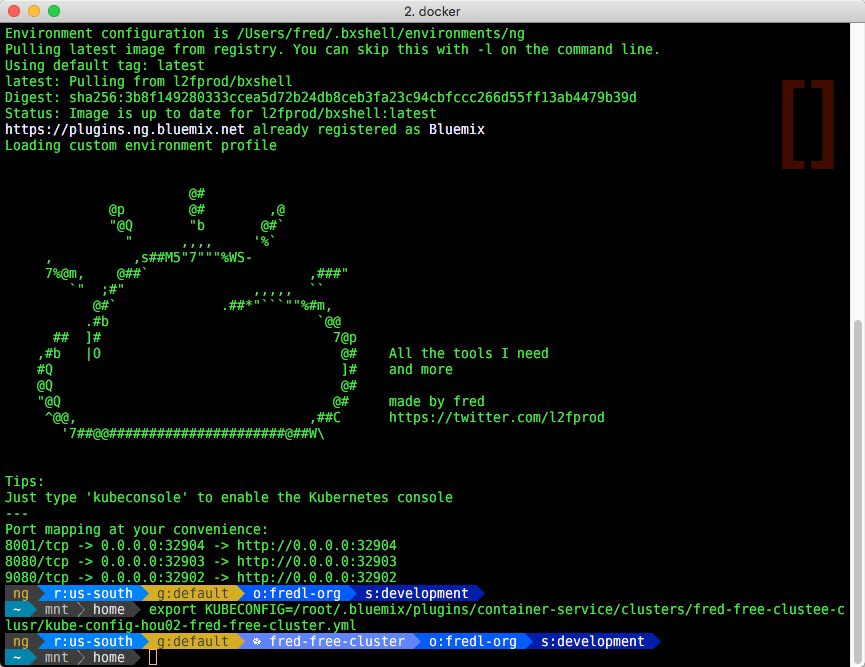 2. docker
Environment configuration is /Users/fred/.bxshell/environments/ng
Pulling latest image from registry. You can skip this with -l on the command line.
Using default tag: latest
latest: Pulling from l2fprod/bxshell
Digest: sha256:3b8f149280333ccea5d72b24db8ceb3fa23c94cbfccc266d55ff13ab4479b39d
Status: Image is up to date for l2fprod/bxshell:latest
https://plugins.ng.bluemix.net already registered as Bluemix
Loading custom environment profile
All the tools I need
and more
made by fred
https://twitter.com/l2fprod
Tips:
Just type 'kubeconsole' to enable the Kubernetes console
---
Port mapping at your convenience:
8001/tcp -> 0.0.0.0:32904 -> http://0.0.0.0:32904
8080/tcp -> 0.0.0.0:32903 -> http://0.0.0.0:32903
9080/tcp -> 0.0.0.0:32902 -> http://0.0.0.0:32902
ng r:us-south g:default o:fredl-org s:development
~ mnt home export KUBECONFIG=/root/.bluemix/plugins/container-service/clusters/fred-free-clustee-c
lusr/kube-config-hou02-fred-free-cluster.yml
ng r:us-south g:default fred-free-cluster o:fredl-org s:development
~ mnt home